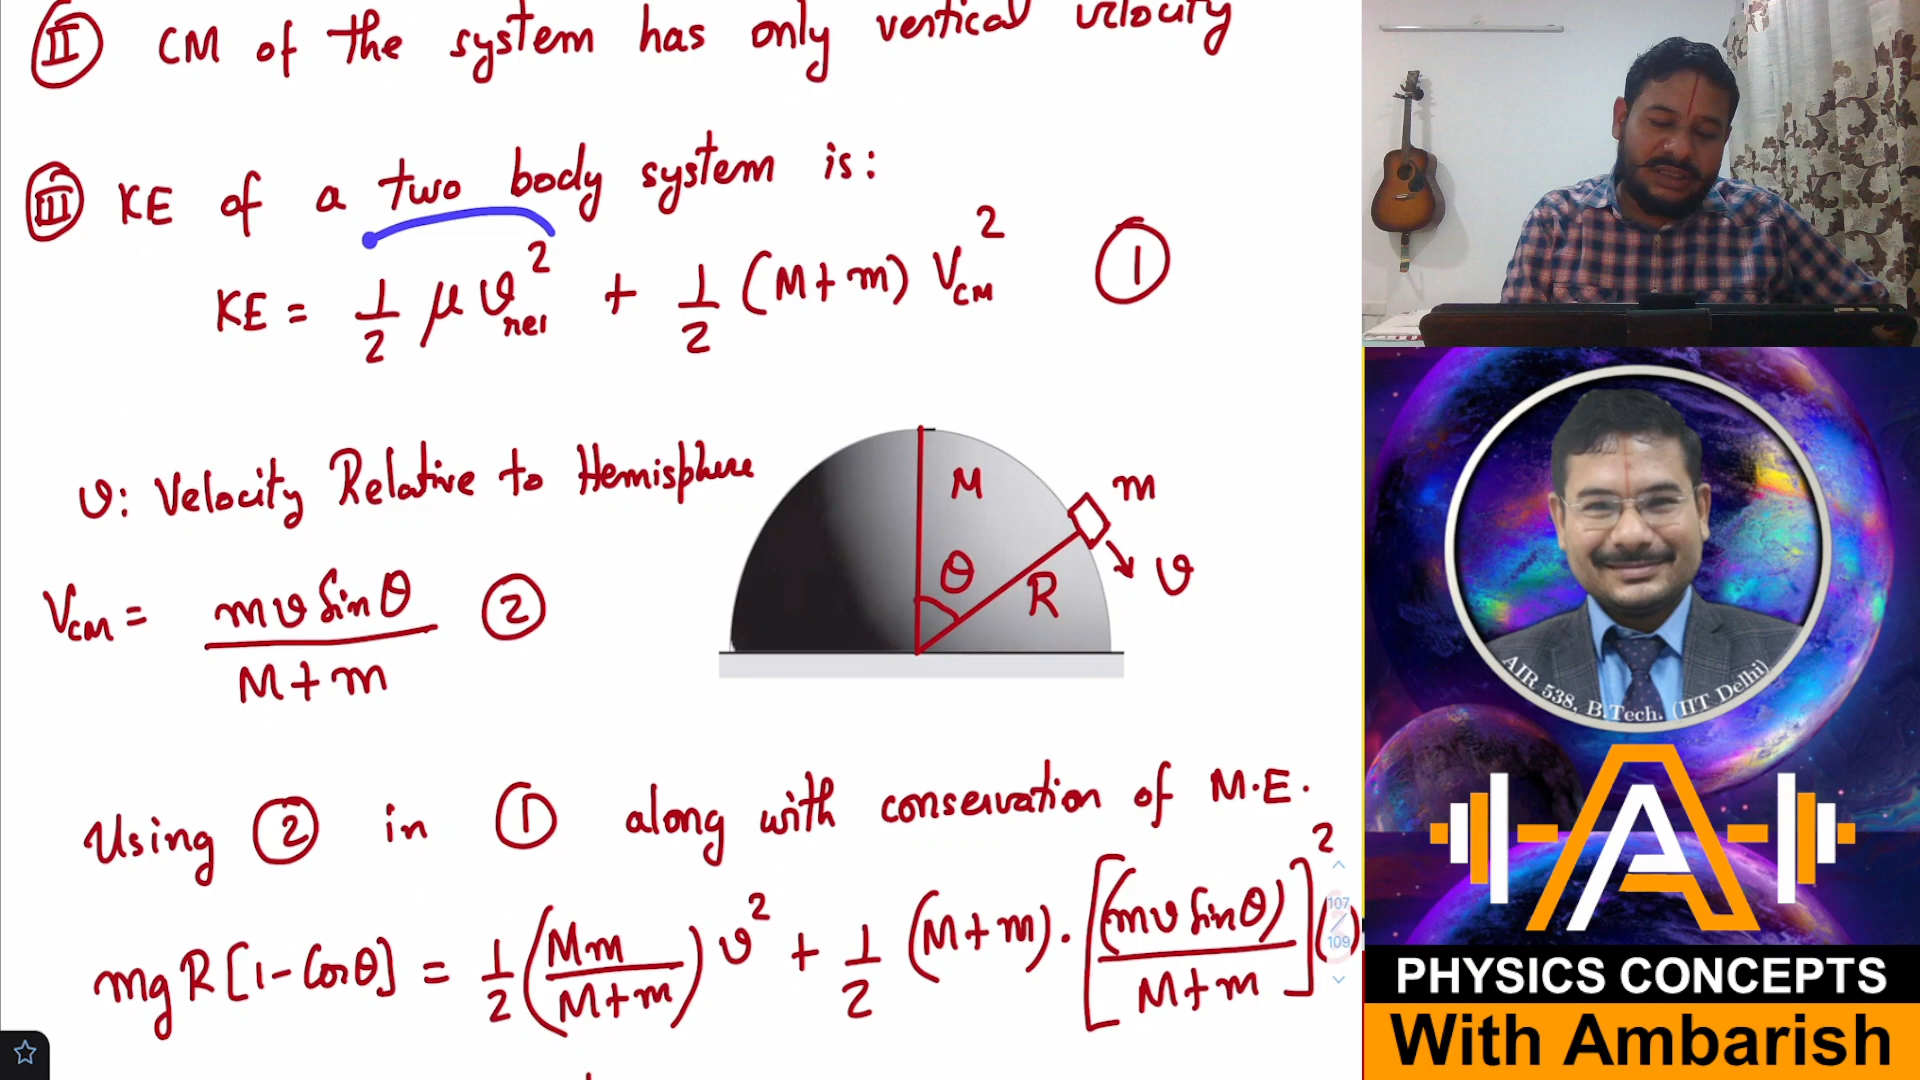 II CM of the system has only vertical velocity
III KE of a two body system is:
KE = 1/2 μ v_rel^2 + 1/2 (M+m) V_CM^2 ①
v: Velocity Relative to Hemisphere
V_CM = mv Sinθ / M+m ②
M
m
θ
R
v
Using ② in ① along with conservation of M.E.
mgR[1-Cosθ] = 1/2 (Mm/M+m) v^2 + 1/2 (M+m) · [(mv Sinθ)/M+m]^2
107
109
AIR 538, B.Tech. (IIT Delhi)
A
PHYSICS CONCEPTS
With Ambarish